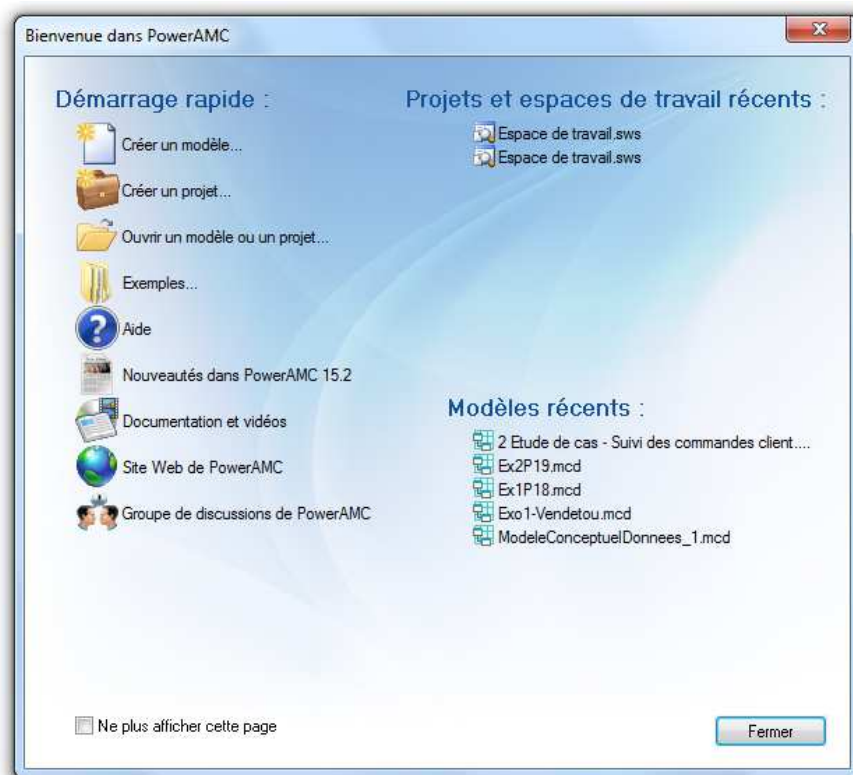 Bienvenue dans PowerAMC
Démarrage rapide :
Créer un modèle...
Créer un projet...
Ouvrir un modèle ou un projet...
Exemples...
Aide
Nouveautés dans PowerAMC 15.2
Documentation et vidéos
Site Web de PowerAMC
Groupe de discussions de PowerAMC
Projets et espaces de travail récents :
Espace de travail.sws
Espace de travail.sws
Modèles récents :
2 Etude de cas - Suivi des commandes client....
Ex2P19.mcd
Ex1P18.mcd
Exo1-Vendetou.mcd
ModeleConceptuelDonnees_1.mcd
Ne plus afficher cette page
Fermer